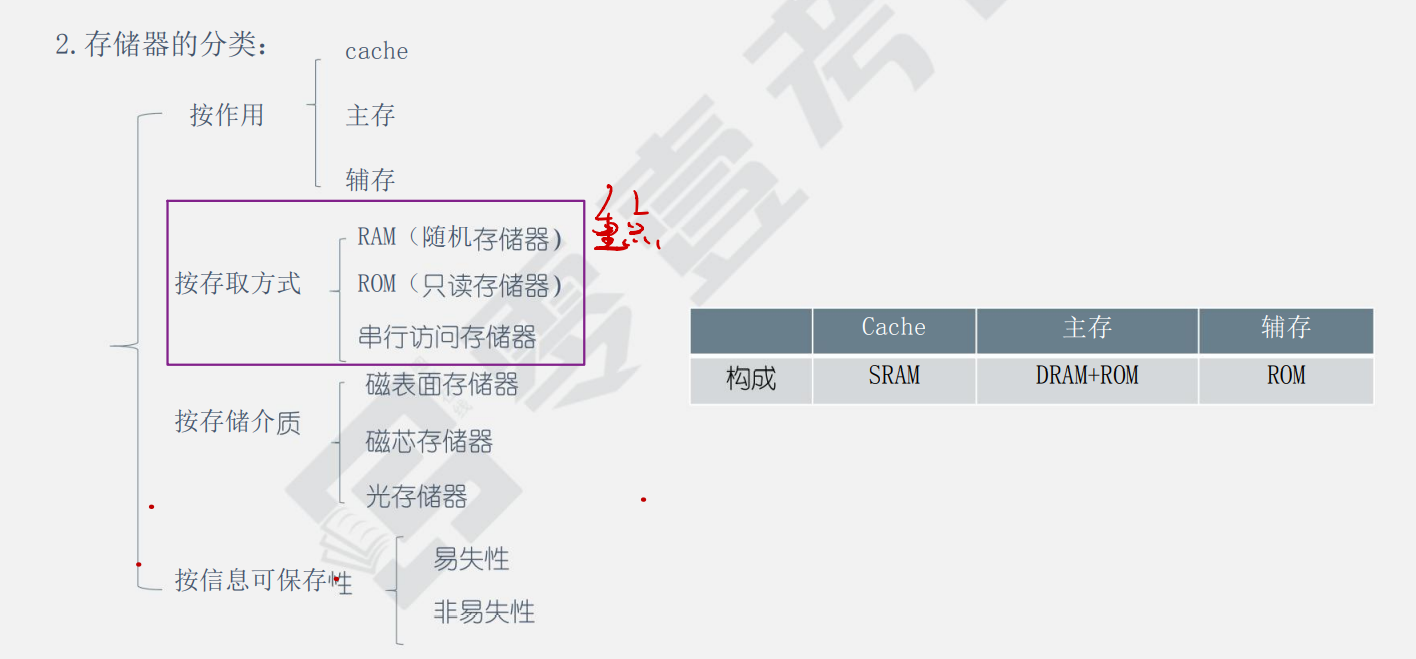 2.存储器的分类：
cache
按作用
主存
辅存
重点
RAM（随机存储器）
按存取方式
ROM（只读存储器）
串行访问存储器
磁表面存储器
按存储介质
磁芯存储器
光存储器
易失性
按信息可保存性
非易失性
Cache 主存 辅存
构成 SRAM DRAM+ROM ROM
零壹考